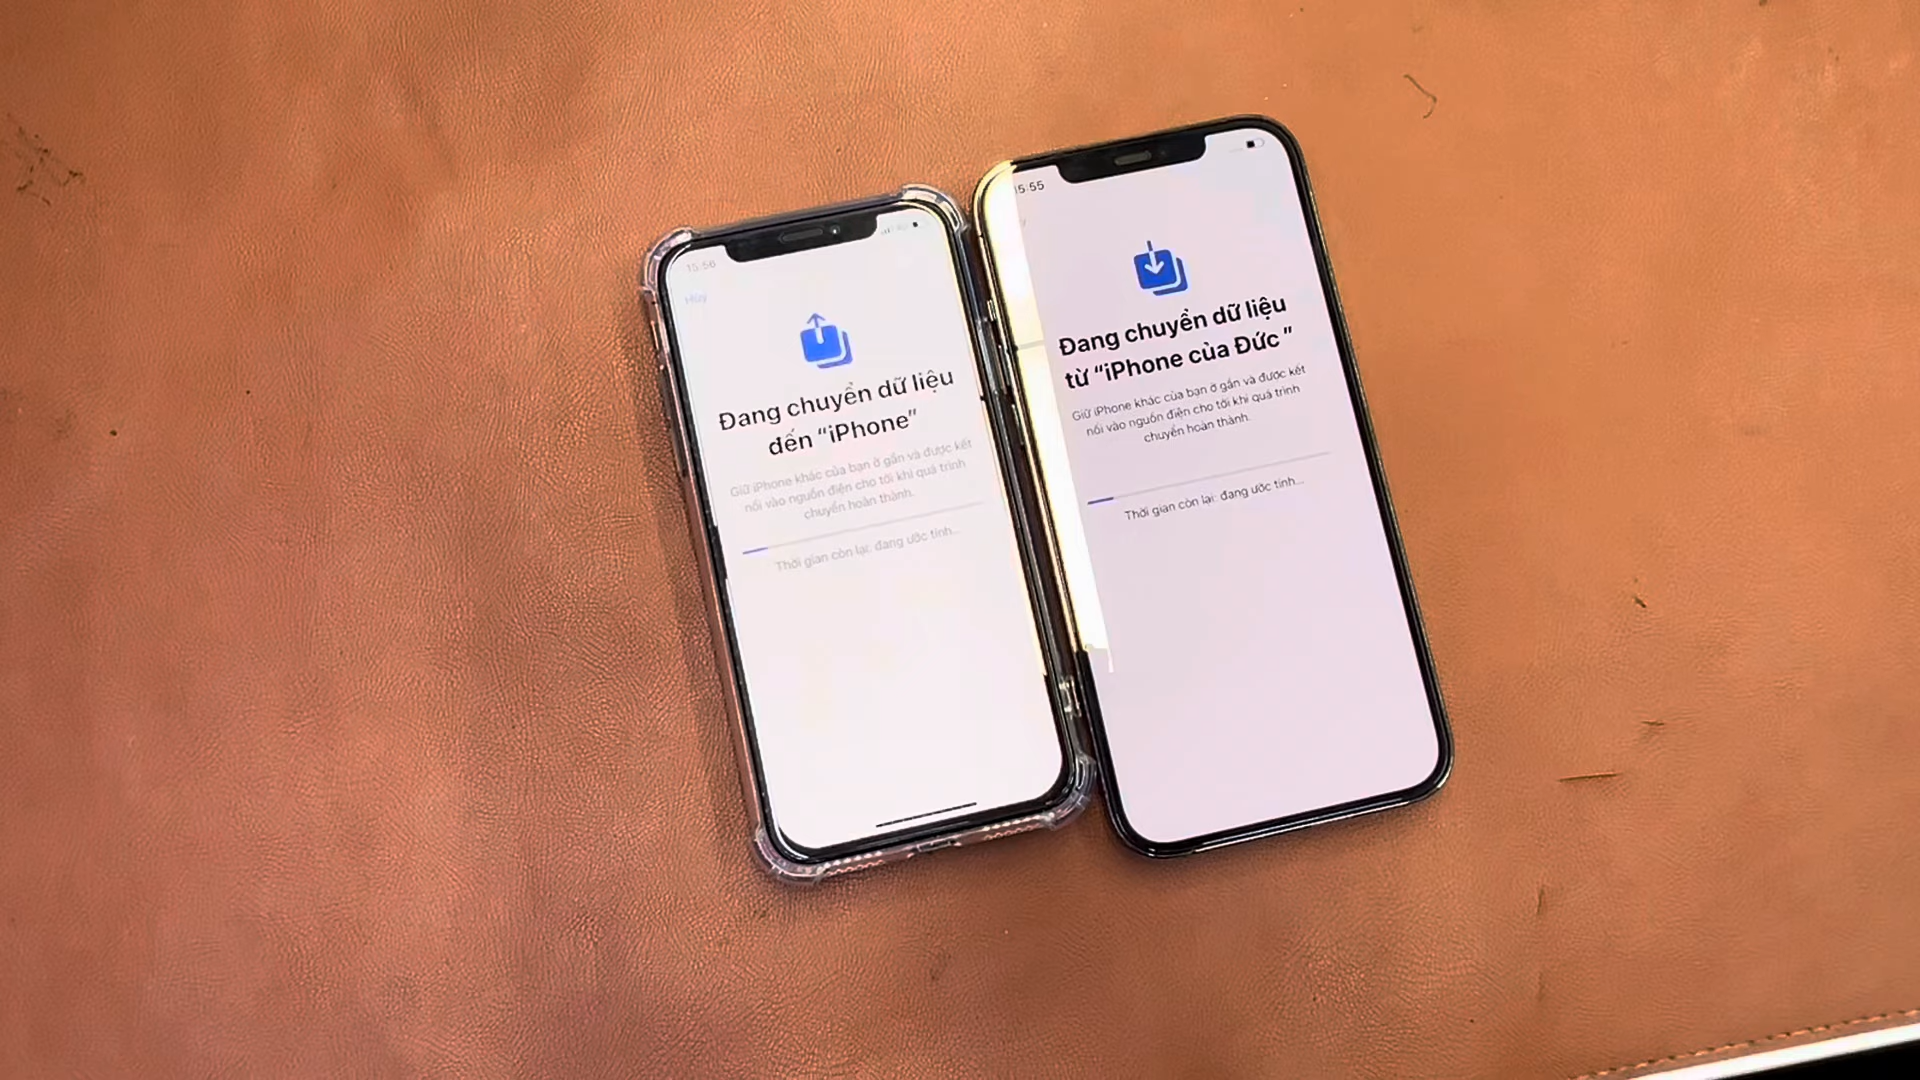 15:56
Hủy
Đang chuyển dữ liệu
đến “iPhone”
Giữ iPhone khác của bạn ở gần và được kết
nối vào nguồn điện cho tới khi quá trình
chuyển hoàn thành.
Thời gian còn lại: đang ước tính...
15:55
Đang chuyển dữ liệu
từ “iPhone của Đức ”
Giữ iPhone khác của bạn ở gần và được kết
nối vào nguồn điện cho tới khi quá trình
chuyển hoàn thành.
Thời gian còn lại: đang ước tính...